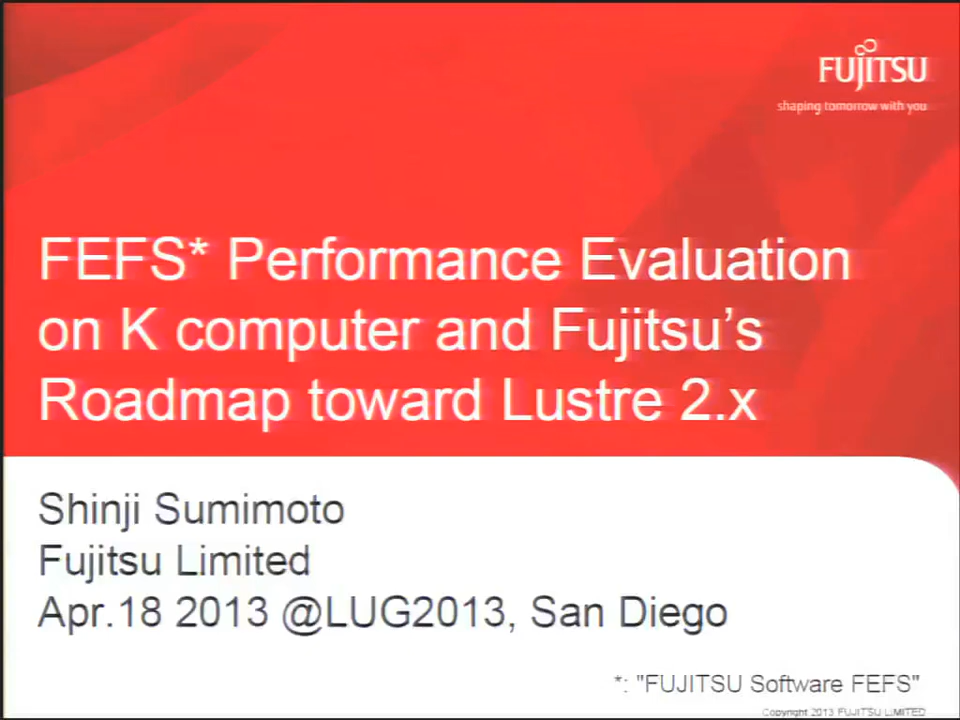 FUJITSU
shaping tomorrow with you
FEFS* Performance Evaluation
on K computer and Fujitsu's
Roadmap toward Lustre 2.x
Shinji Sumimoto
Fujitsu Limited
Apr.18 2013 @LUG2013, San Diego
*: "FUJITSU Software FEFS"
Copyright 2013 FUJITSU LIMITED